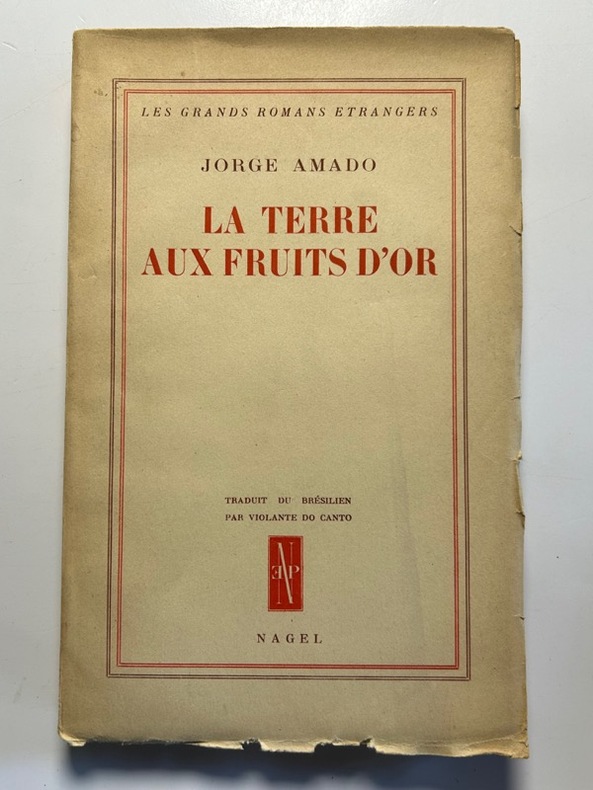 LES GRANDS ROMANS ETRANGERS
JORGE AMADO
LA TERRE
AUX FRUITS D'OR
TRADUIT DU BRÉSILIEN
PAR VIOLANTE DO CANTO
ENP
NAGEL